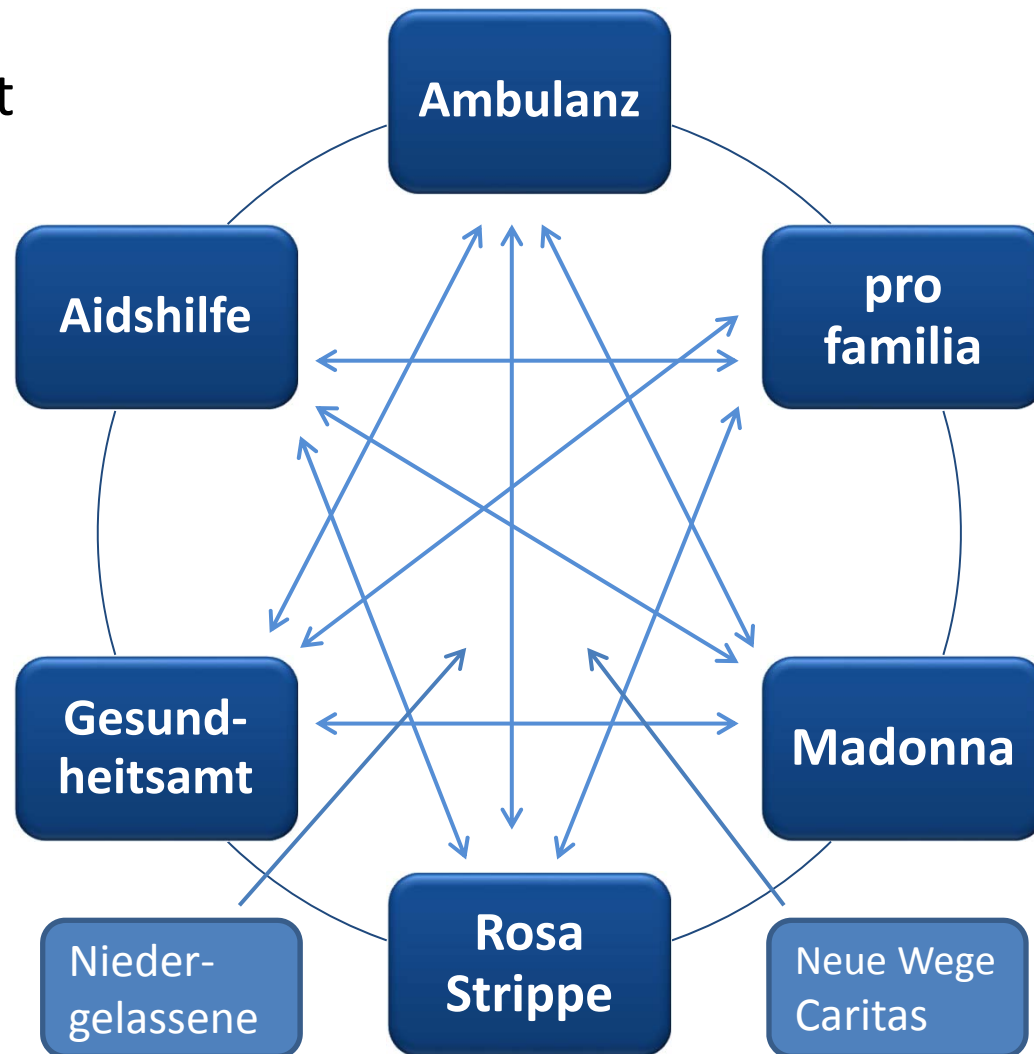 t
Ambulanz
Aidshilfe
pro
familia
Gesund-
heitsamt
Madonna
Rosa
Strippe
Nieder-
gelassene
Neue Wege
Caritas